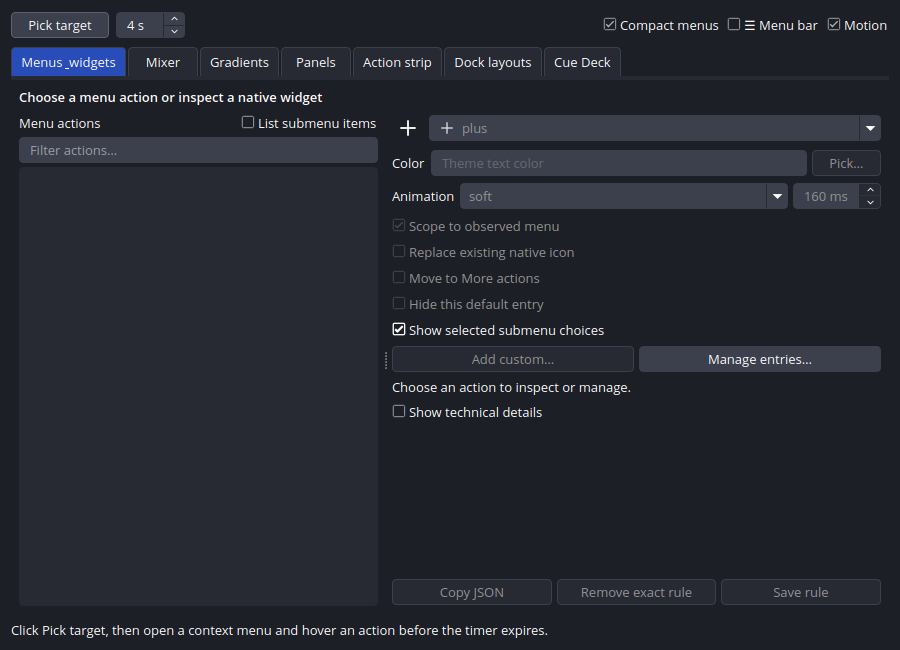 Pick target
4 s
Compact menus
☰ Menu bar
Motion
Menus _widgets
Mixer
Gradients
Panels
Action strip
Dock layouts
Cue Deck
Choose a menu action or inspect a native widget
Menu actions
List submenu items
Filter actions...
plus
Color
Theme text color
Pick...
Animation
soft
160 ms
Scope to observed menu
Replace existing native icon
Move to More actions
Hide this default entry
Show selected submenu choices
Add custom...
Manage entries...
Choose an action to inspect or manage.
Show technical details
Copy JSON
Remove exact rule
Save rule
Click Pick target, then open a context menu and hover an action before the timer expires.